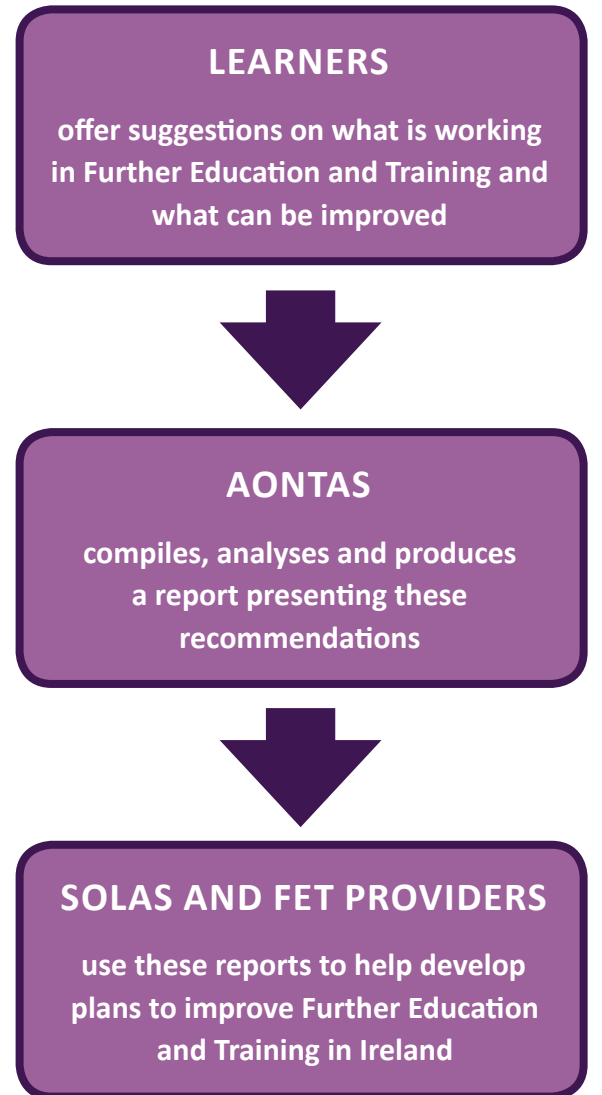 LEARNERS
offer suggestions on what is working
in Further Education and Training and
what can be improved
AONTAS
compiles, analyses and produces
a report presenting these
recommendations
SOLAS AND FET PROVIDERS
use these reports to help develop
plans to improve Further Education
and Training in Ireland